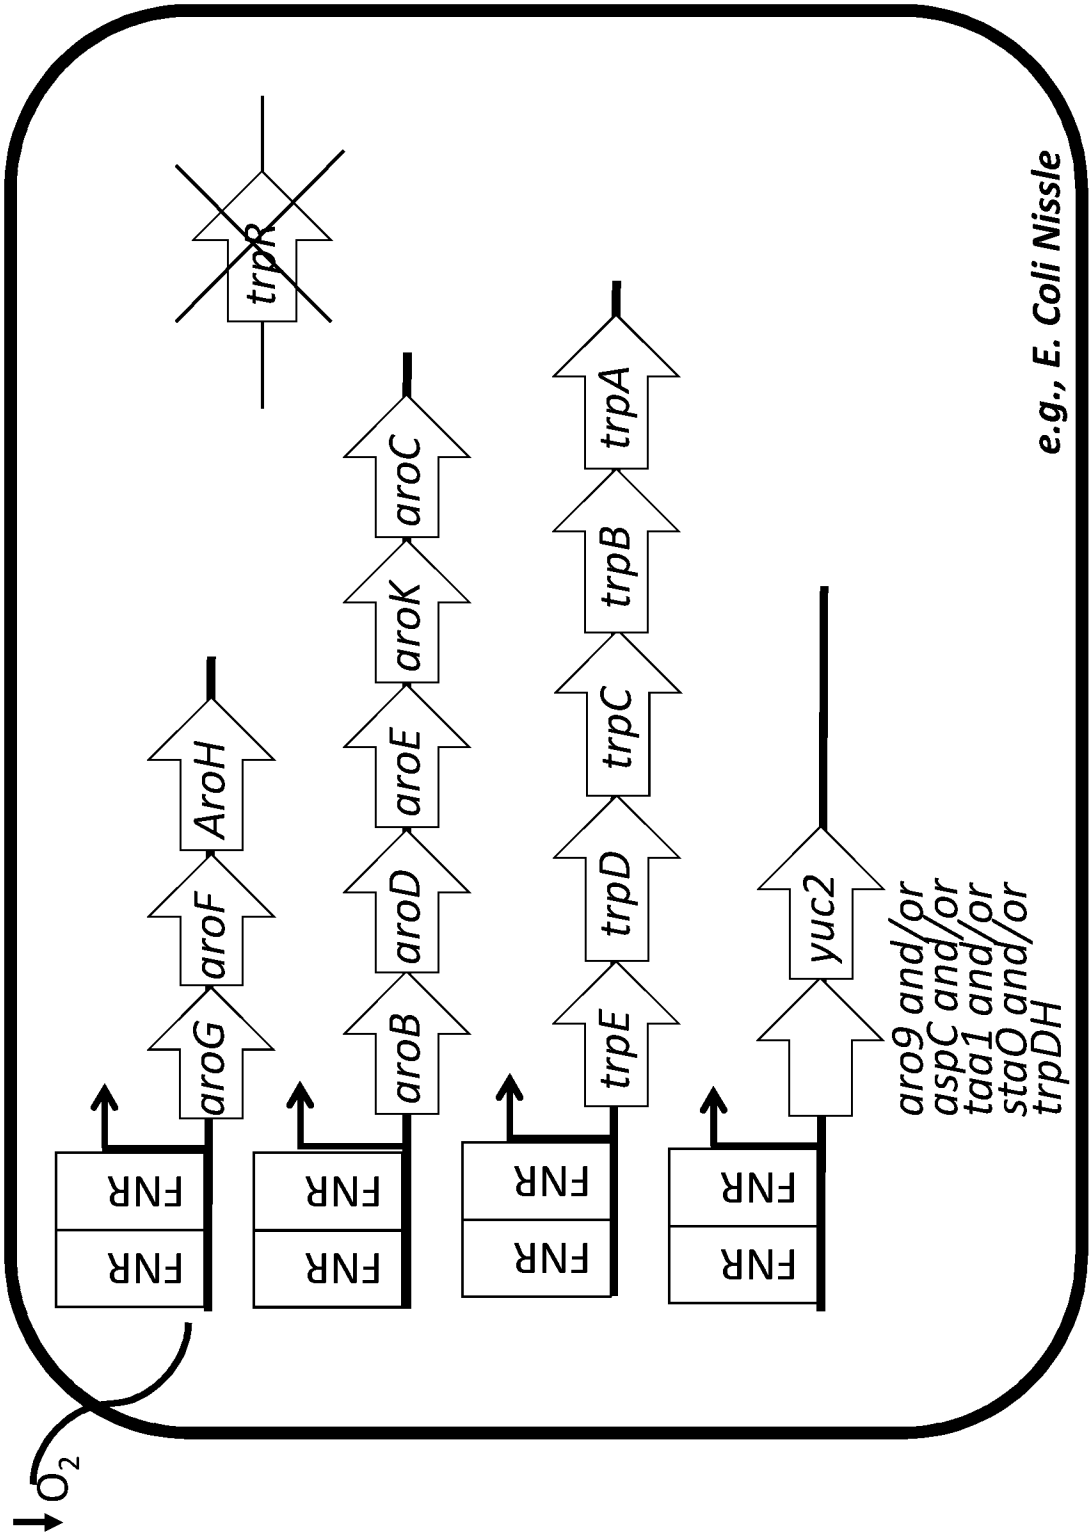 O2
FNR FNR aroG aroF AroH
trpR
FNR FNR aroB aroD aroE aroK aroC
FNR FNR trpE trpD trpC trpB trpA
FNR FNR yuc2
aro9 and/or
aspC and/or
taa1 and/or
staO and/or
trpDH
e.g., E. Coli Nissle